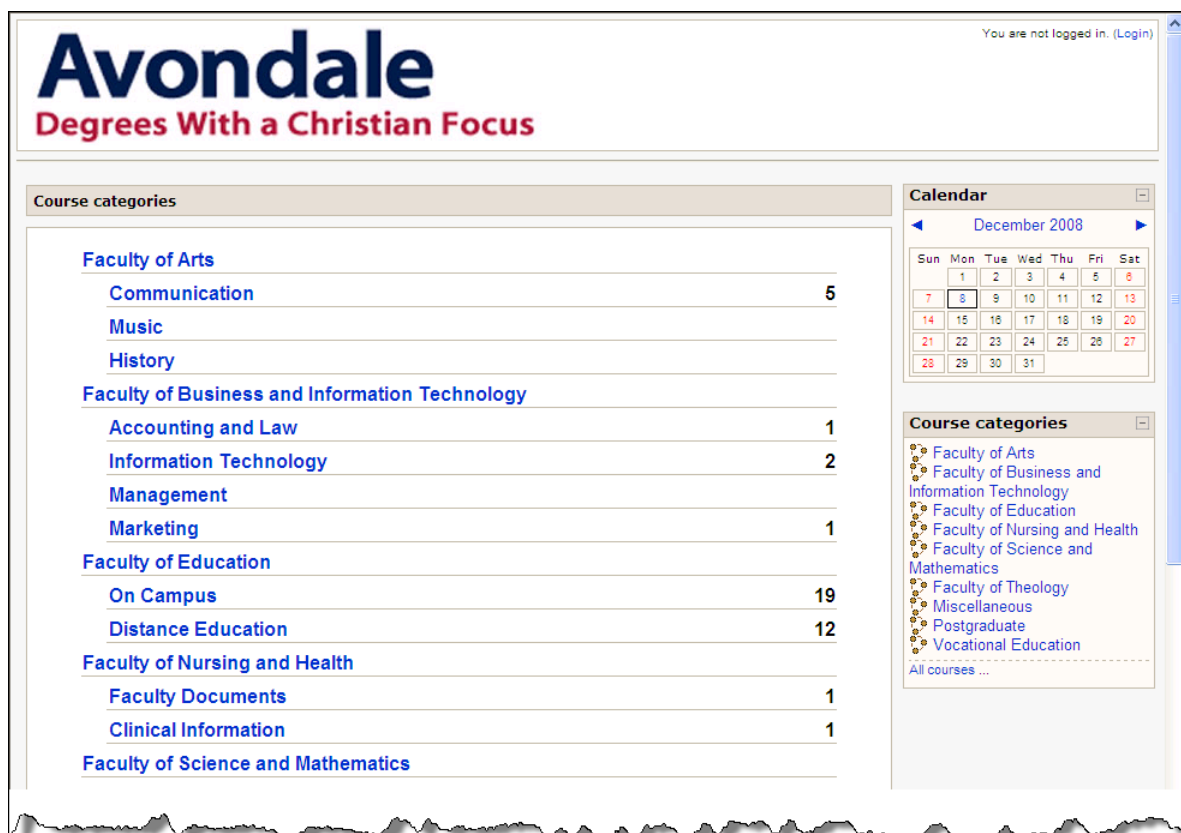 Avondale
Degrees With a Christian Focus
You are not logged in. (Login)
Course categories
Faculty of Arts
Communication 5
Music
History
Faculty of Business and Information Technology
Accounting and Law 1
Information Technology 2
Management
Marketing 1
Faculty of Education
On Campus 19
Distance Education 12
Faculty of Nursing and Health
Faculty Documents 1
Clinical Information 1
Faculty of Science and Mathematics
Calendar
◄ December 2008 ►
Sun Mon Tue Wed Thu Fri Sat
1 2 3 4 5 6
7 8 9 10 11 12 13
14 15 16 17 18 19 20
21 22 23 24 25 26 27
28 29 30 31
Course categories
Faculty of Arts
Faculty of Business and
Information Technology
Faculty of Education
Faculty of Nursing and Health
Faculty of Science and
Mathematics
Faculty of Theology
Miscellaneous
Postgraduate
Vocational Education
All courses ...